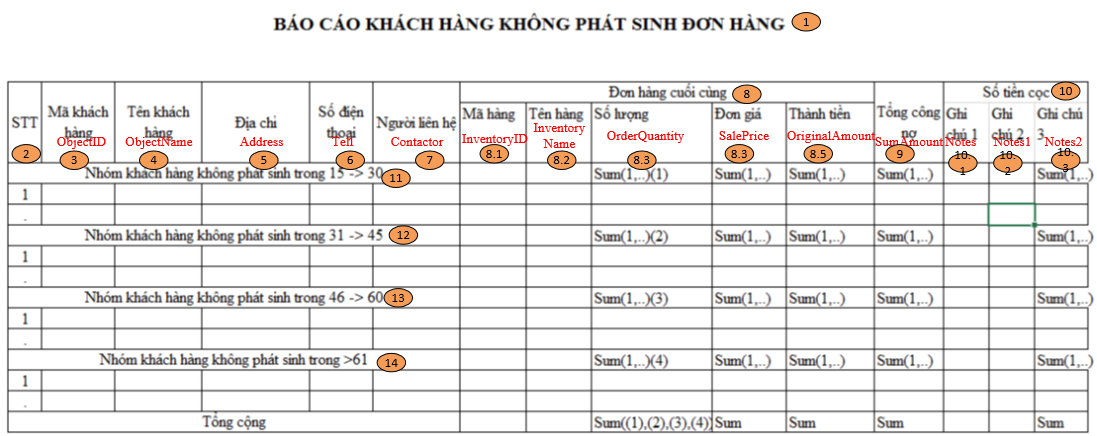 BÁO CÁO KHÁCH HÀNG KHÔNG PHÁT SINH ĐƠN HÀNG 1
STT 2
Mã khách hàng ObjectID 3
Tên khách hàng ObjectName 4
Địa chỉ Address 5
Số điện thoại Tell 6
Người liên hệ Contactor 7
Đơn hàng cuối cùng 8
Mã hàng InventoryID 8.1
Tên hàng Inventory Name 8.2
Số lượng OrderQuantity 8.3
Đơn giá SalePrice 8.3
Thành tiền OriginalAmount 8.5
Tổng công nợ SumAmount 9
Số tiền cọc 10
Ghi chú 1 Notes 10.1
Ghi chú 2 Notes1 10.2
Ghi chú 3 Notes2 10.3
Nhóm khách hàng không phát sinh trong 15 -> 30 11 Sum(1,..)(1) Sum(1,..) Sum(1,..) Sum(1,..) Sum(1,..)
1
.
Nhóm khách hàng không phát sinh trong 31 -> 45 12 Sum(1,..)(2) Sum(1,..) Sum(1,..) Sum(1,..) Sum(1,..)
1
.
Nhóm khách hàng không phát sinh trong 46 -> 60 13 Sum(1,..)(3) Sum(1,..) Sum(1,..) Sum(1,..) Sum(1,..)
1
.
Nhóm khách hàng không phát sinh trong >61 14 Sum(1,..)(4) Sum(1,..) Sum(1,..) Sum(1,..) Sum(1,..)
1
.
Tổng cộng Sum((1),(2),(3),(4)) Sum Sum Sum Sum